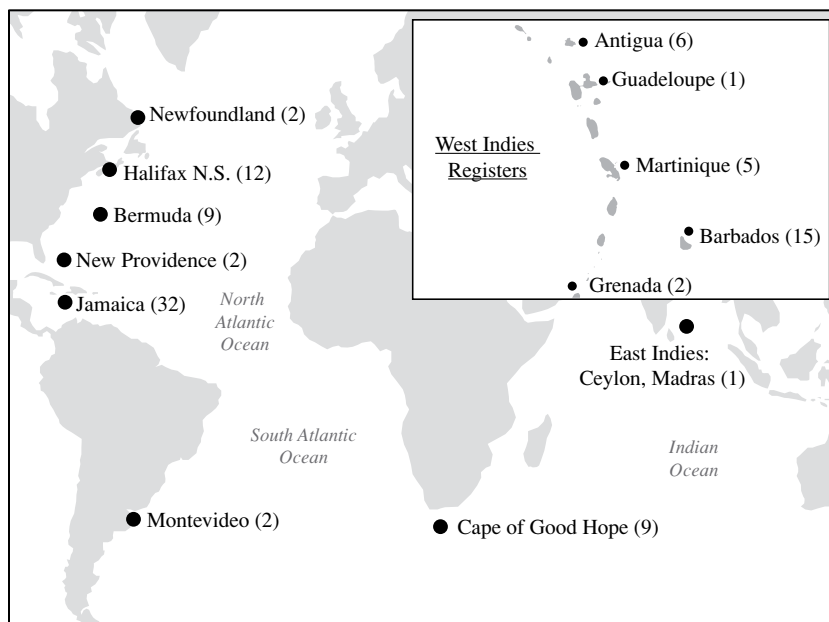 Antigua (6)
Guadeloupe (1)
West Indies
Registers
Martinique (5)
Barbados (15)
Grenada (2)
Newfoundland (2)
Halifax N.S. (12)
Bermuda (9)
New Providence (2)
Jamaica (32)
North
Atlantic
Ocean
East Indies:
Ceylon, Madras (1)
South Atlantic
Ocean
Indian
Ocean
Montevideo (2)
Cape of Good Hope (9)